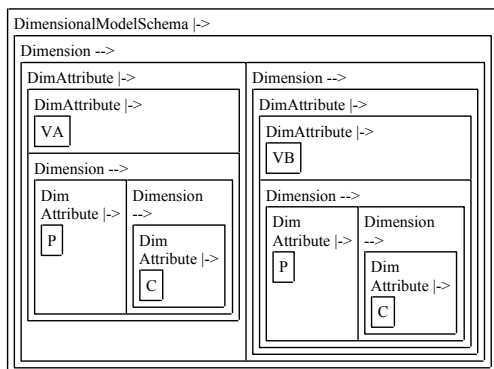 DimensionalModelSchema |->
Dimension -->
DimAttribute |->
DimAttribute |->
VA
Dimension -->
Dim
Attribute |->
P
Dimension
-->
Dim
Attribute |->
C
Dimension -->
DimAttribute |->
DimAttribute |->
VB
Dimension -->
Dim
Attribute |->
P
Dimension
-->
Dim
Attribute |->
C